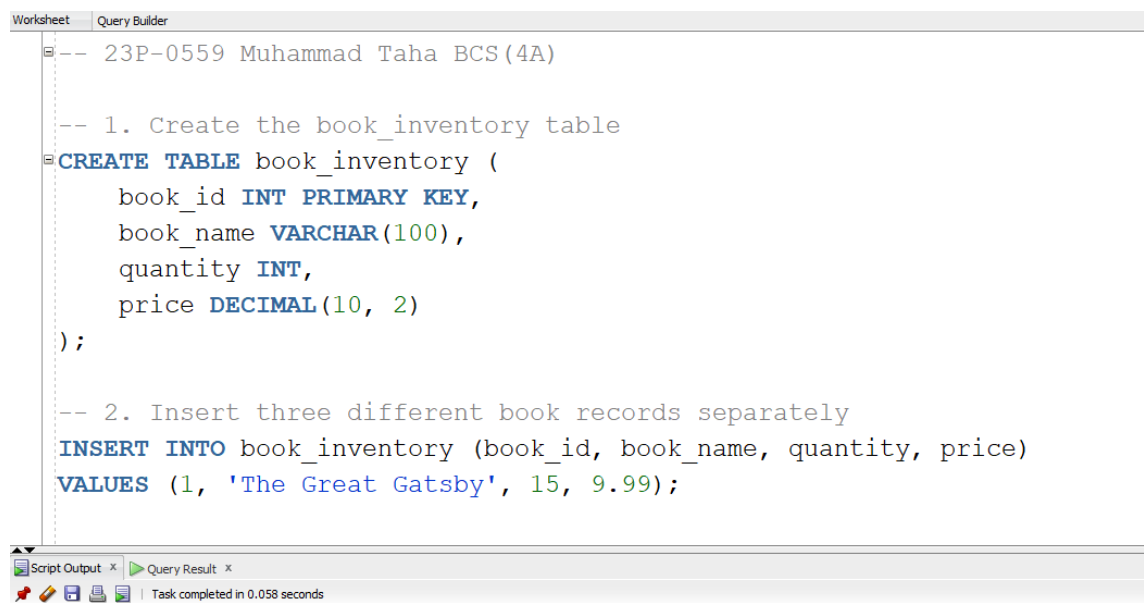 Worksheet Query Builder
-- 23P-0559 Muhammad Taha BCS(4A)
-- 1. Create the book_inventory table
CREATE TABLE book_inventory (
book_id INT PRIMARY KEY,
book_name VARCHAR(100),
quantity INT,
price DECIMAL(10, 2)
);
-- 2. Insert three different book records separately
INSERT INTO book_inventory (book_id, book_name, quantity, price)
VALUES (1, 'The Great Gatsby', 15, 9.99);
Script Output x Query Result x
Task completed in 0.058 seconds